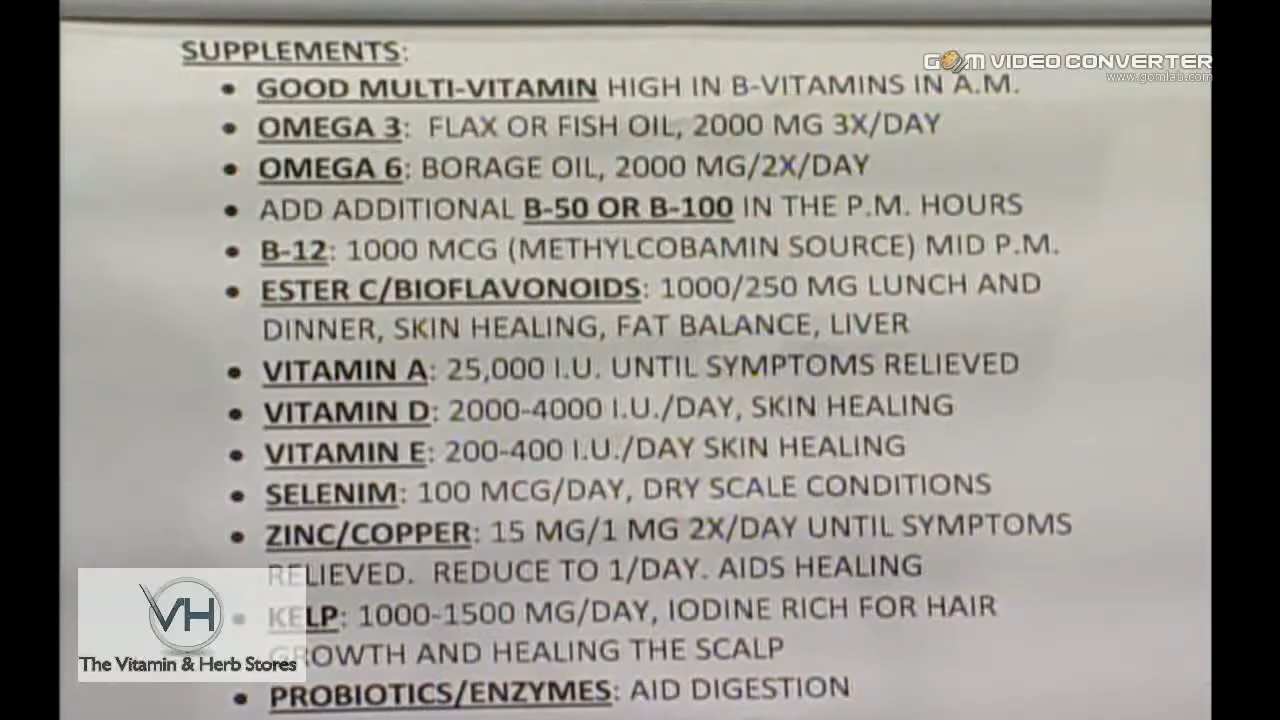 SUPPLEMENTS:
GOM VIDEO CONVERTER
www.gomlab.com
• GOOD MULTI-VITAMIN HIGH IN B-VITAMINS IN A.M.
• OMEGA 3: FLAX OR FISH OIL, 2000 MG 3X/DAY
• OMEGA 6: BORAGE OIL, 2000 MG/2X/DAY
• ADD ADDITIONAL B-50 OR B-100 IN THE P.M. HOURS
• B-12: 1000 MCG (METHYLCOBAMIN SOURCE) MID P.M.
• ESTER C/BIOFLAVONOIDS: 1000/250 MG LUNCH AND
DINNER, SKIN HEALING, FAT BALANCE, LIVER
• VITAMIN A: 25,000 I.U. UNTIL SYMPTOMS RELIEVED
• VITAMIN D: 2000-4000 I.U./DAY, SKIN HEALING
• VITAMIN E: 200-400 I.U./DAY SKIN HEALING
• SELENIM: 100 MCG/DAY, DRY SCALE CONDITIONS
• ZINC/COPPER: 15 MG/1 MG 2X/DAY UNTIL SYMPTOMS
RELIEVED. REDUCE TO 1/DAY. AIDS HEALING
• KELP: 1000-1500 MG/DAY, IODINE RICH FOR HAIR
GROWTH AND HEALING THE SCALP
• PROBIOTICS/ENZYMES: AID DIGESTION
VH
The Vitamin & Herb Stores